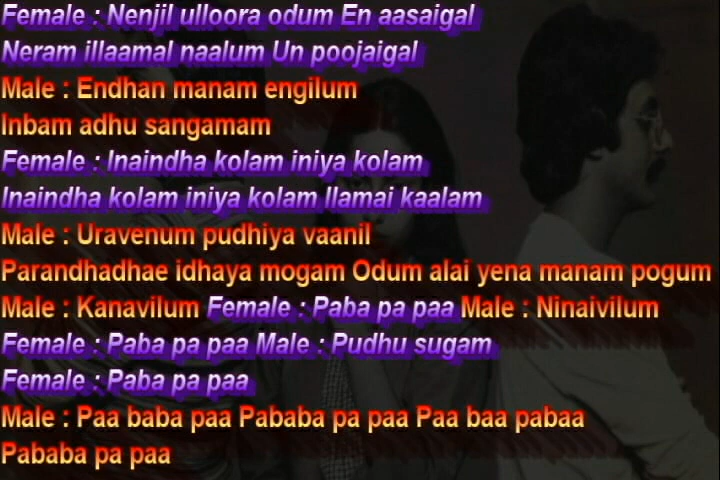 Female : Nenjil ulloora odum En aasaigal
Neram illaamal naalum Un poojaigal
Male : Endhan manam engilum
Inbam adhu sangamam
Female : Inaindha kolam iniya kolam
Inaindha kolam iniya kolam Ilamai kaalam
Male : Uravenum pudhiya vaanil
Parandhadhae idhaya mogam Odum alai yena manam pogum
Male : Kanavilum Female : Paba pa paa Male : Ninaivilum
Female : Paba pa paa Male : Pudhu sugam
Female : Paba pa paa
Male : Paa baba paa Pababa pa paa Paa baa pabaa
Pababa pa paa